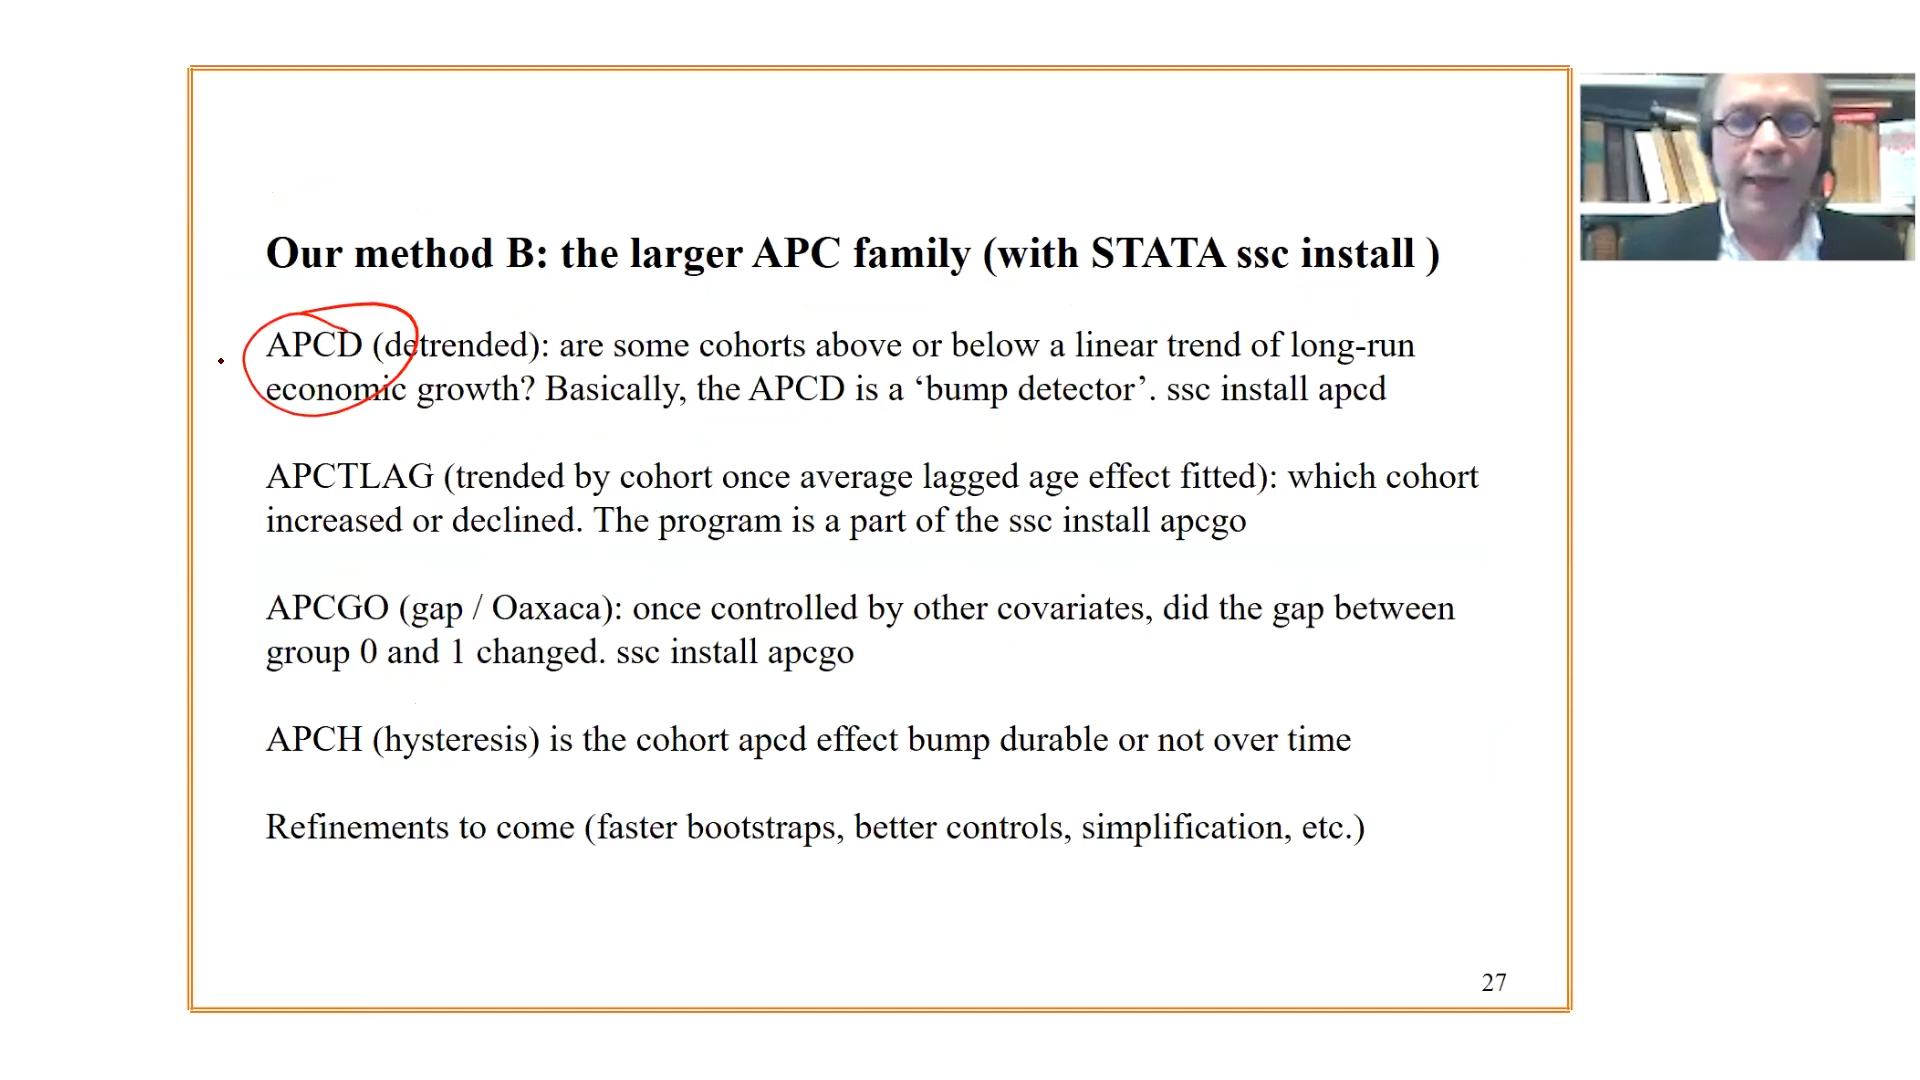 Our method B: the larger APC family (with STATA ssc install )
APCD (detrended): are some cohorts above or below a linear trend of long-run
economic growth? Basically, the APCD is a ‘bump detector’. ssc install apcd
APCTLAG (trended by cohort once average lagged age effect fitted): which cohort
increased or declined. The program is a part of the ssc install apcgo
APCGO (gap / Oaxaca): once controlled by other covariates, did the gap between
group 0 and 1 changed. ssc install apcgo
APCH (hysteresis) is the cohort apcd effect bump durable or not over time
Refinements to come (faster bootstraps, better controls, simplification, etc.)
27